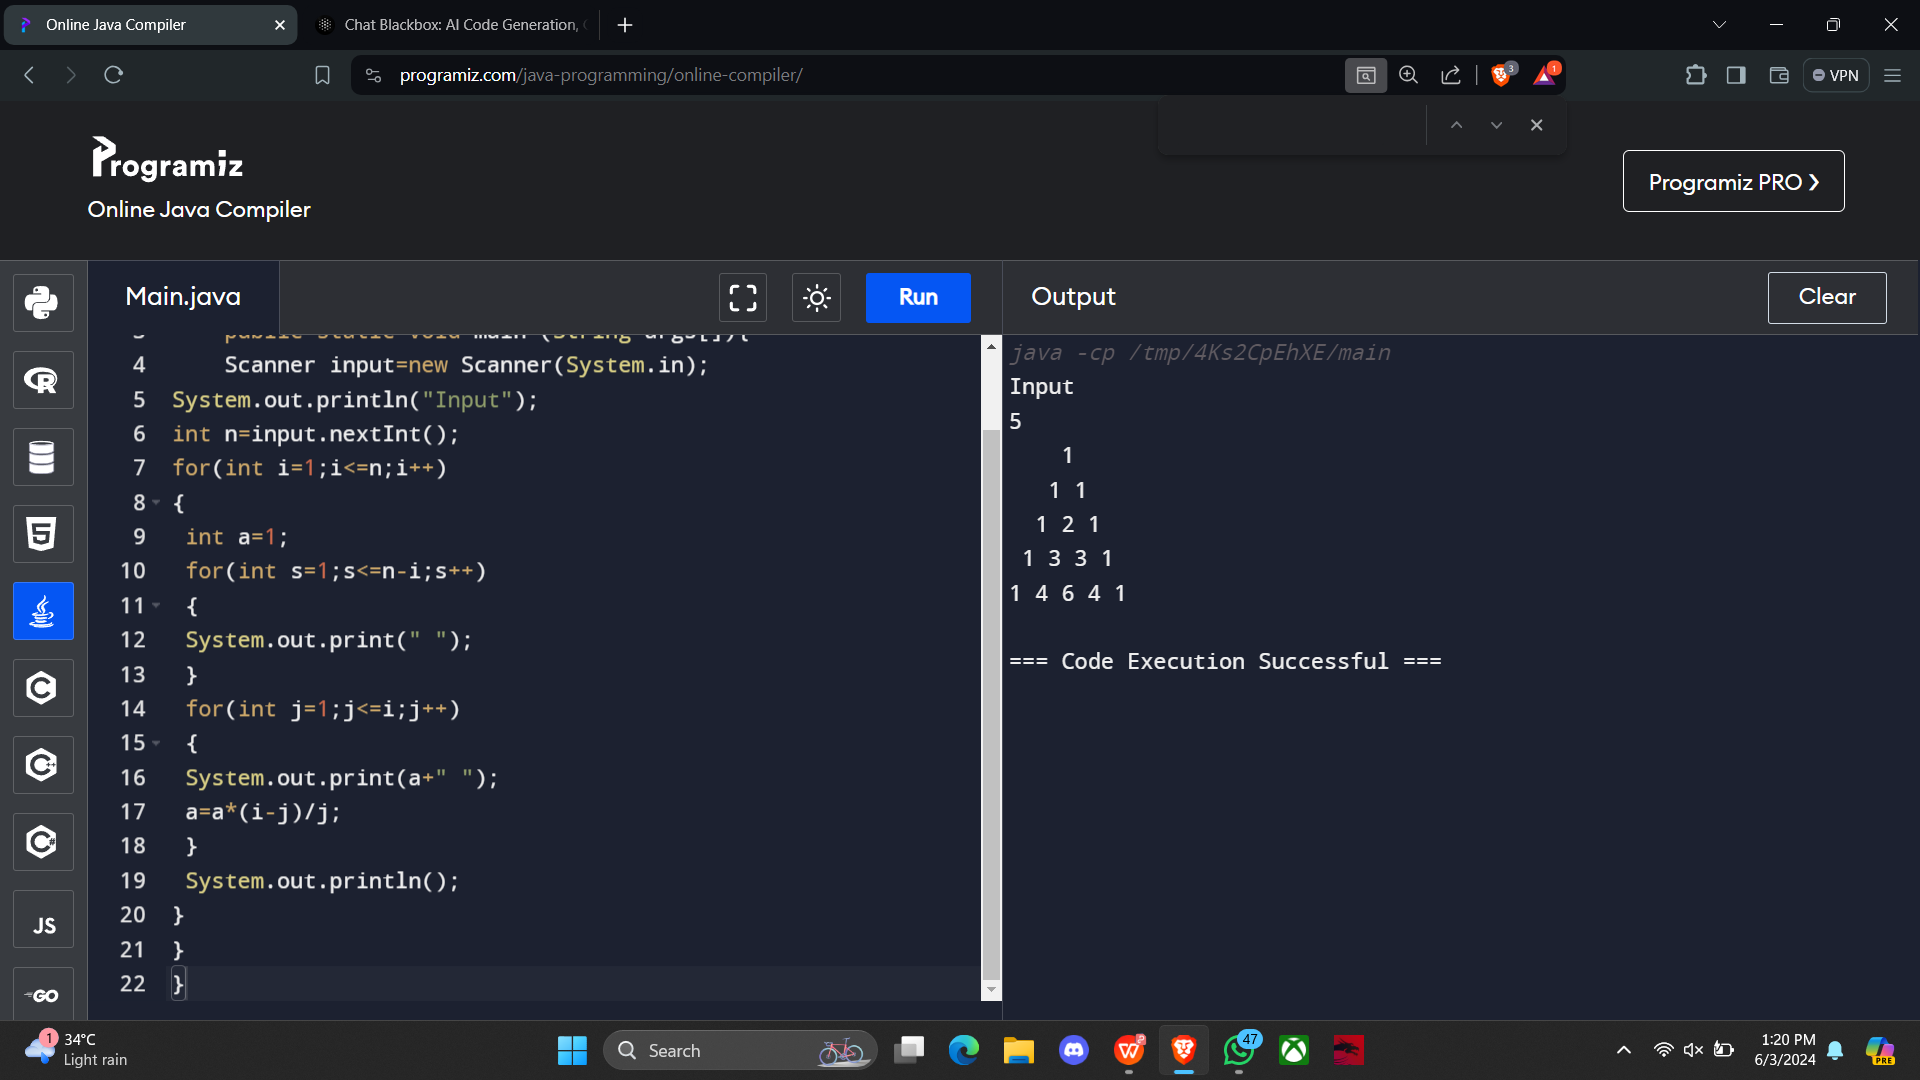 Online Java Compiler
Chat Blackbox: AI Code Generation,
programiz.com/java-programming/online-compiler/
3
1
VPN
Programiz
Online Java Compiler
Programiz PRO ❯
Main.java
Run
Output
Clear
3 public static void main (String args[]){
4 Scanner input=new Scanner(System.in);
5 System.out.println("Input");
6 int n=input.nextInt();
7 for(int i=1;i<=n;i++)
8 {
9 int a=1;
10 for(int s=1;s<=n-i;s++)
11 {
12 System.out.print(" ");
13 }
14 for(int j=1;j<=i;j++)
15 {
16 System.out.print(a+" ");
17 a=a*(i-j)/j;
18 }
19 System.out.println();
20 }
21 }
22 }
java -cp /tmp/4Ks2CpEhXE/main
Input
5
1
1 1
1 2 1
1 3 3 1
1 4 6 4 1
=== Code Execution Successful ===
R
5
C
C++
C#
JS
GO
1
34°C
Light rain
Search
W
47
1:20 PM
6/3/2024
PRE